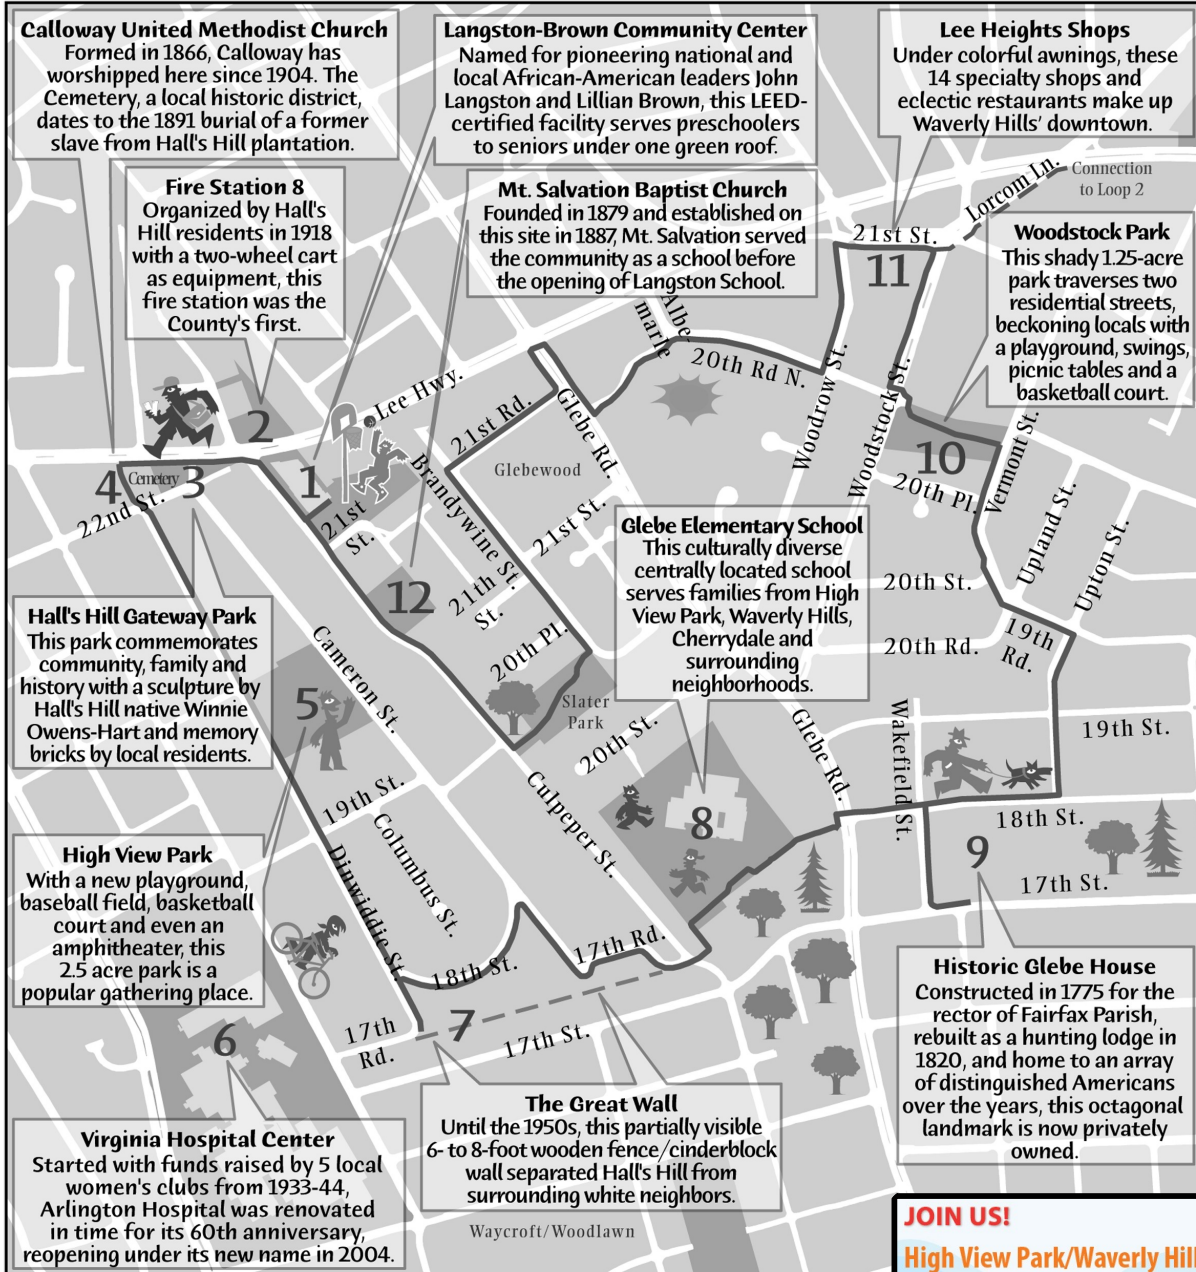 Calloway United Methodist Church
Formed in 1866, Calloway has
worshipped here since 1904. The
Cemetery, a local historic district,
dates to the 1891 burial of a former
slave from Hall's Hill plantation.
Langston-Brown Community Center
Named for pioneering national and
local African-American leaders John
Langston and Lillian Brown, this LEED-
certified facility serves preschoolers
to seniors under one green roof.
Lee Heights Shops
Under colorful awnings, these
14 specialty shops and
eclectic restaurants make up
Waverly Hills' downtown.
Fire Station 8
Organized by Hall's
Hill residents in 1918
with a two-wheel cart
as equipment, this
fire station was the
County's first.
Mt. Salvation Baptist Church
Founded in 1879 and established on
this site in 1887, Mt. Salvation served
the community as a school before
the opening of Langston School.
Lorcom Ln.
Connection
to Loop 2
21st St.
11
Woodstock Park
This shady 1.25-acre
park traverses two
residential streets,
beckoning locals with
a playground, swings,
picnic tables and a
basketball court.
Albe-
marle
20th Rd N.
Woodrow St.
Woodstock St.
Lee Hwy.
21st Rd.
Glebe Rd.
2
Glebewood
10
20th Pl.
Vermont St.
4
Cemetery
3
22nd St.
1
21st
St.
Brandywine St.
21st St.
Upland St.
Upton St.
12
21th
St.
20th Pl.
Glebe Elementary School
This culturally diverse
centrally located school
serves families from High
View Park, Waverly Hills,
Cherrydale and
surrounding
neighborhoods.
20th St.
20th Rd.
19th
Rd.
Hall's Hill Gateway Park
This park commemorates
community, family and
history with a sculpture by
Hall's Hill native Winnie
Owens-Hart and memory
bricks by local residents.
Cameron St.
5
Slater
Park
20th St.
Glebe Rd.
Wakefield St.
19th St.
19th St.
Culpeper St.
8
18th St.
9
17th St.
High View Park
With a new playground,
baseball field, basketball
court and even an
amphitheater, this
2.5 acre park is a
popular gathering place.
Columbus St.
Dinwiddie St.
18th St.
17th Rd.
6
17th
Rd.
7
17th St.
Historic Glebe House
Constructed in 1775 for the
rector of Fairfax Parish,
rebuilt as a hunting lodge in
1820, and home to an array
of distinguished Americans
over the years, this octagonal
landmark is now privately
owned.
Virginia Hospital Center
Started with funds raised by 5 local
women's clubs from 1933-44,
Arlington Hospital was renovated
in time for its 60th anniversary,
reopening under its new name in 2004.
The Great Wall
Until the 1950s, this partially visible
6- to 8-foot wooden fence/cinderblock
wall separated Hall's Hill from
surrounding white neighbors.
Waycroft/Woodlawn
JOIN US!
High View Park/Waverly Hill